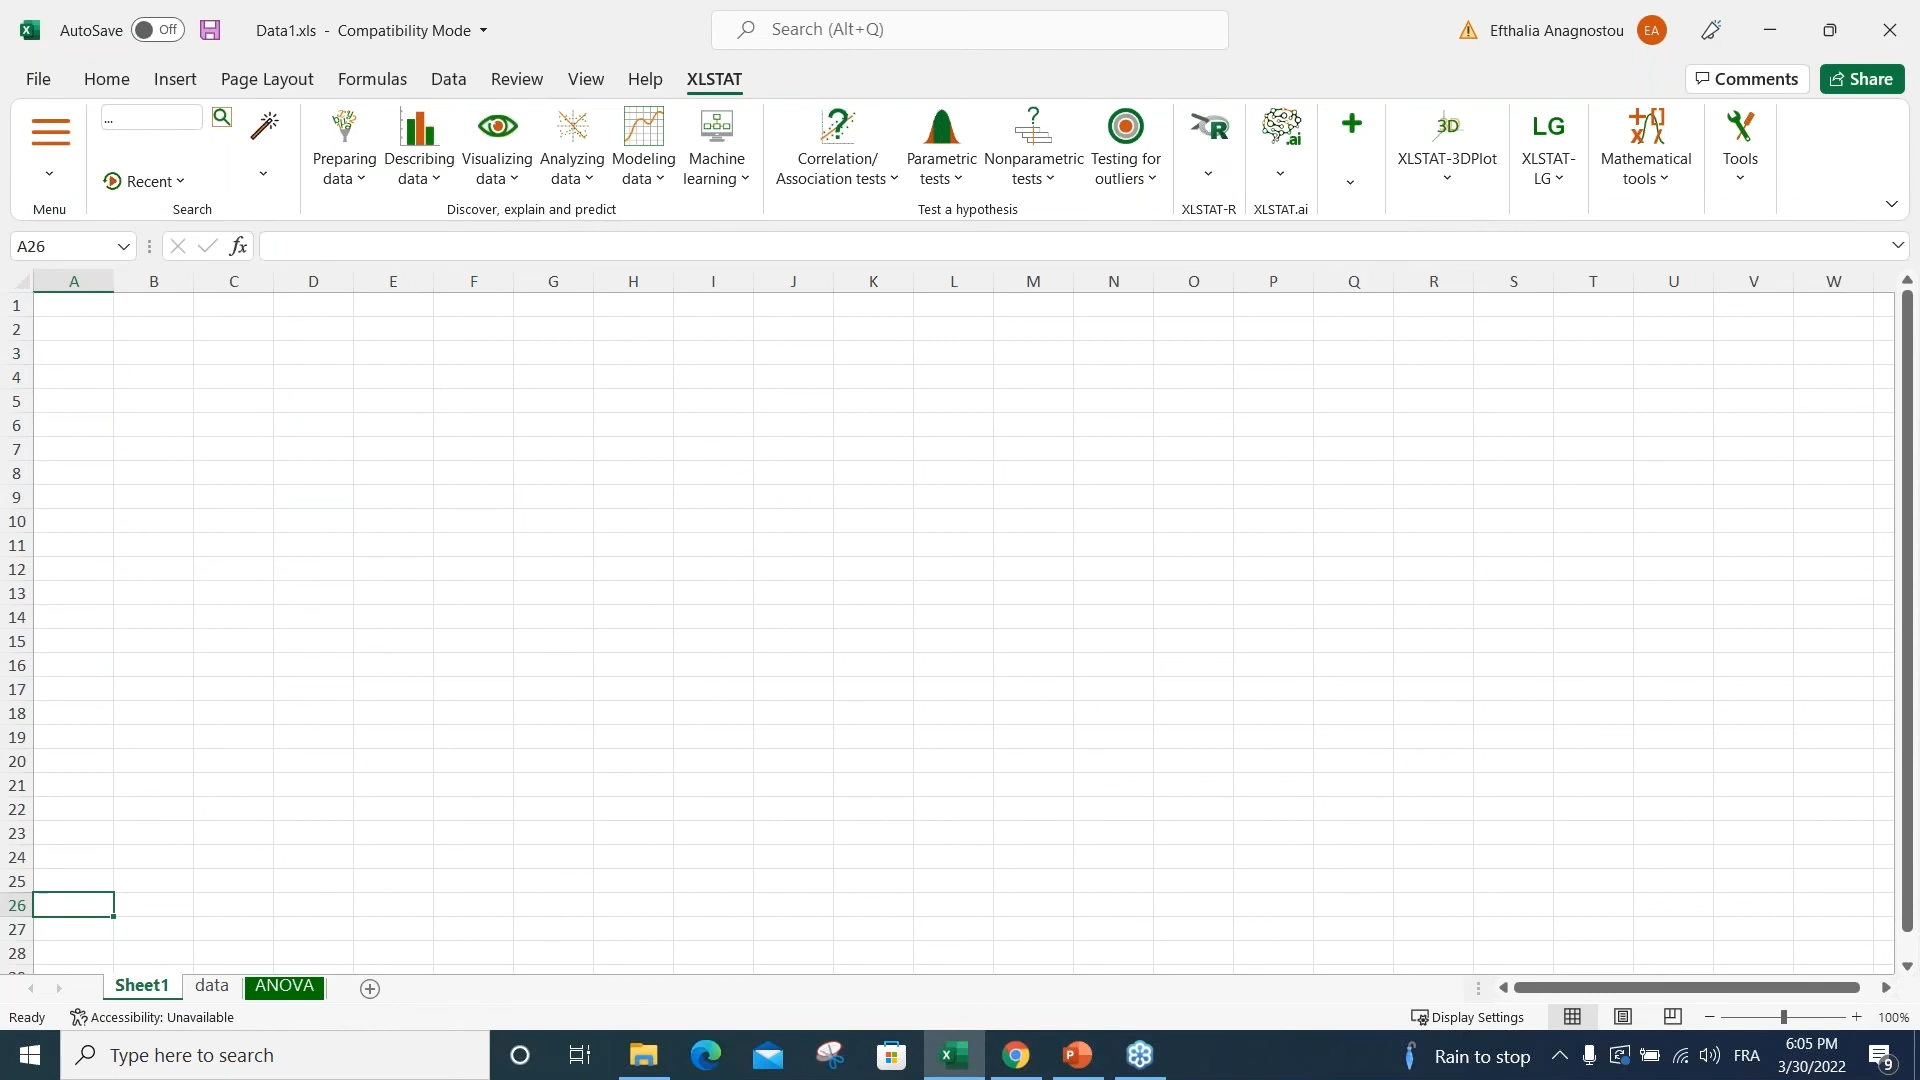 AutoSave Off Data1.xls - Compatibility Mode Search (Alt+Q) Efthalia Anagnostou EA
File Home Insert Page Layout Formulas Data Review View Help XLSTAT Comments Share
...
Recent
Menu
Search
Preparing data
Describing data
Visualizing data
Analyzing data
Modeling data
Machine learning
Discover, explain and predict
Correlation/ Association tests
Parametric tests
Nonparametric tests
Testing for outliers
Test a hypothesis
R
XLSTAT-R
.ai
XLSTAT.ai
3D
XLSTAT-3DPlot
LG
XLSTAT-LG
Mathematical tools
Tools
A26 fx
A B C D E F G H I J K L M N O P Q R S T U V W
1
2
3
4
5
6
7
8
9
10
11
12
13
14
15
16
17
18
19
20
21
22
23
24
25
26
27
28
Sheet1 data ANOVA
Ready Accessibility: Unavailable Display Settings 100%
Type here to search Rain to stop FRA 6:05 PM
3/30/2022 9